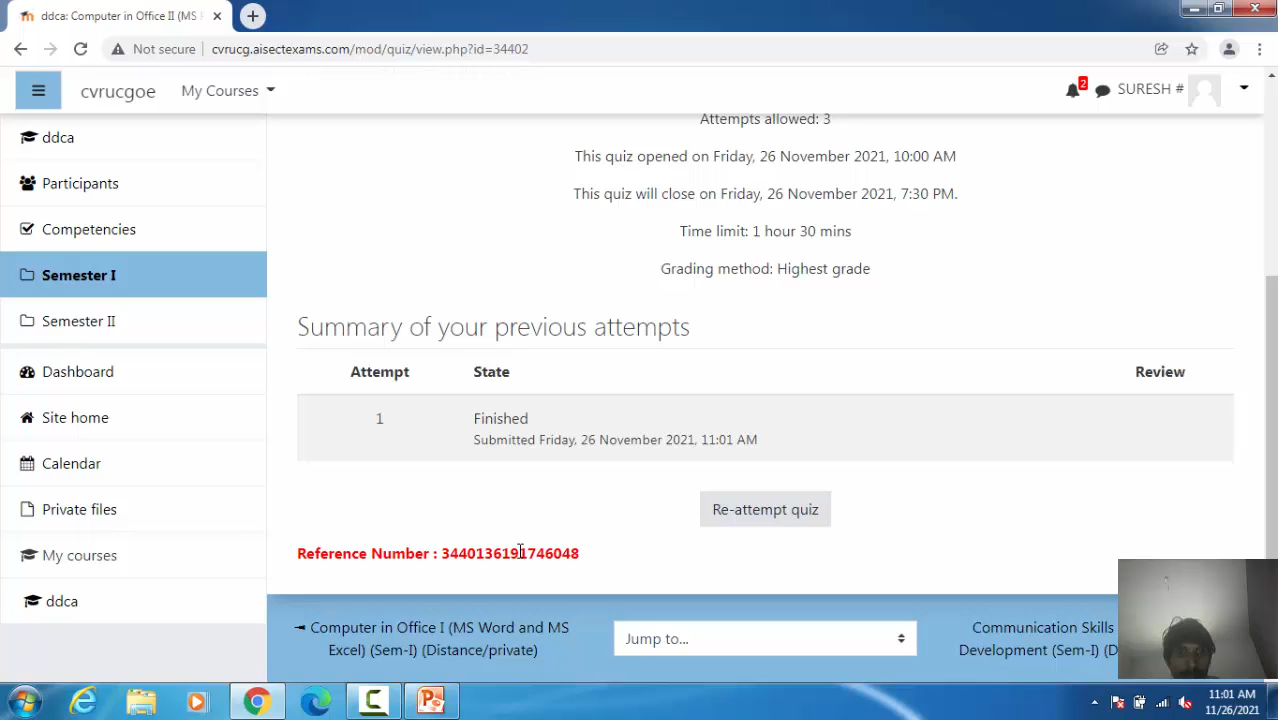 ddca: Computer in Office II (MS
Not secure
cvrucg.aisectexams.com/mod/quiz/view.php?id=34402
cvrucgoe
My Courses
2
SURESH #
ddca
Participants
Competencies
Semester I
Semester II
Dashboard
Site home
Calendar
Private files
My courses
ddca
Attempts allowed: 3
This quiz opened on Friday, 26 November 2021, 10:00 AM
This quiz will close on Friday, 26 November 2021, 7:30 PM.
Time limit: 1 hour 30 mins
Grading method: Highest grade
Summary of your previous attempts
Attempt State Review
1 Finished
Submitted Friday, 26 November 2021, 11:01 AM
Re-attempt quiz
Reference Number : 3440136191746048
◄ Computer in Office I (MS Word and MS
Excel) (Sem-I) (Distance/private)
Jump to...
Communication Skills
Development (Sem-I) (D
11:01 AM
11/26/2021